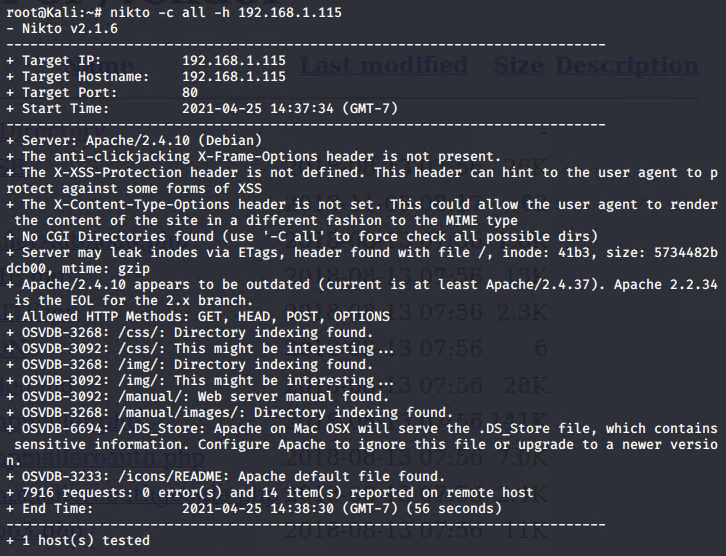 root@Kali:~# nikto -c all -h 192.168.1.115
- Nikto v2.1.6
---------------------------------------------------------------------------
+ Target IP:          192.168.1.115
+ Target Hostname:    192.168.1.115
+ Target Port:        80
+ Start Time:         2021-04-25 14:37:34 (GMT-7)
---------------------------------------------------------------------------
+ Server: Apache/2.4.10 (Debian)
+ The anti-clickjacking X-Frame-Options header is not present.
+ The X-XSS-Protection header is not defined. This header can hint to the user agent to p
rotect against some forms of XSS
+ The X-Content-Type-Options header is not set. This could allow the user agent to render
 the content of the site in a different fashion to the MIME type
+ No CGI Directories found (use '-C all' to force check all possible dirs)
+ Server may leak inodes via ETags, header found with file /, inode: 41b3, size: 5734482b
dcb00, mtime: gzip
+ Apache/2.4.10 appears to be outdated (current is at least Apache/2.4.37). Apache 2.2.34
 is the EOL for the 2.x branch.
+ Allowed HTTP Methods: GET, HEAD, POST, OPTIONS
+ OSVDB-3268: /css/: Directory indexing found.
+ OSVDB-3092: /css/: This might be interesting...
+ OSVDB-3268: /img/: Directory indexing found.
+ OSVDB-3092: /img/: This might be interesting...
+ OSVDB-3092: /manual/: Web server manual found.
+ OSVDB-3268: /manual/images/: Directory indexing found.
+ OSVDB-6694: /.DS_Store: Apache on Mac OSX will serve the .DS_Store file, which contains
 sensitive information. Configure Apache to ignore this file or upgrade to a newer versio
n.
+ OSVDB-3233: /icons/README: Apache default file found.
+ 7916 requests: 0 error(s) and 14 item(s) reported on remote host
+ End Time:           2021-04-25 14:38:30 (GMT-7) (56 seconds)
---------------------------------------------------------------------------
+ 1 host(s) tested
Name Last modified Size Description